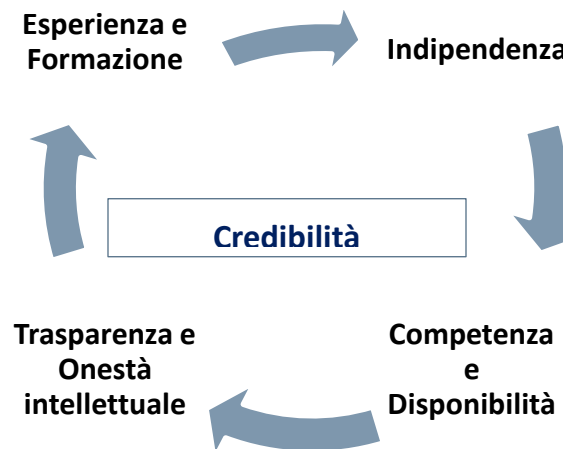 Esperienza e
Formazione
Indipendenza
Credibilità
Trasparenza e
Onestà
intellettuale
Competenza
e
Disponibilità